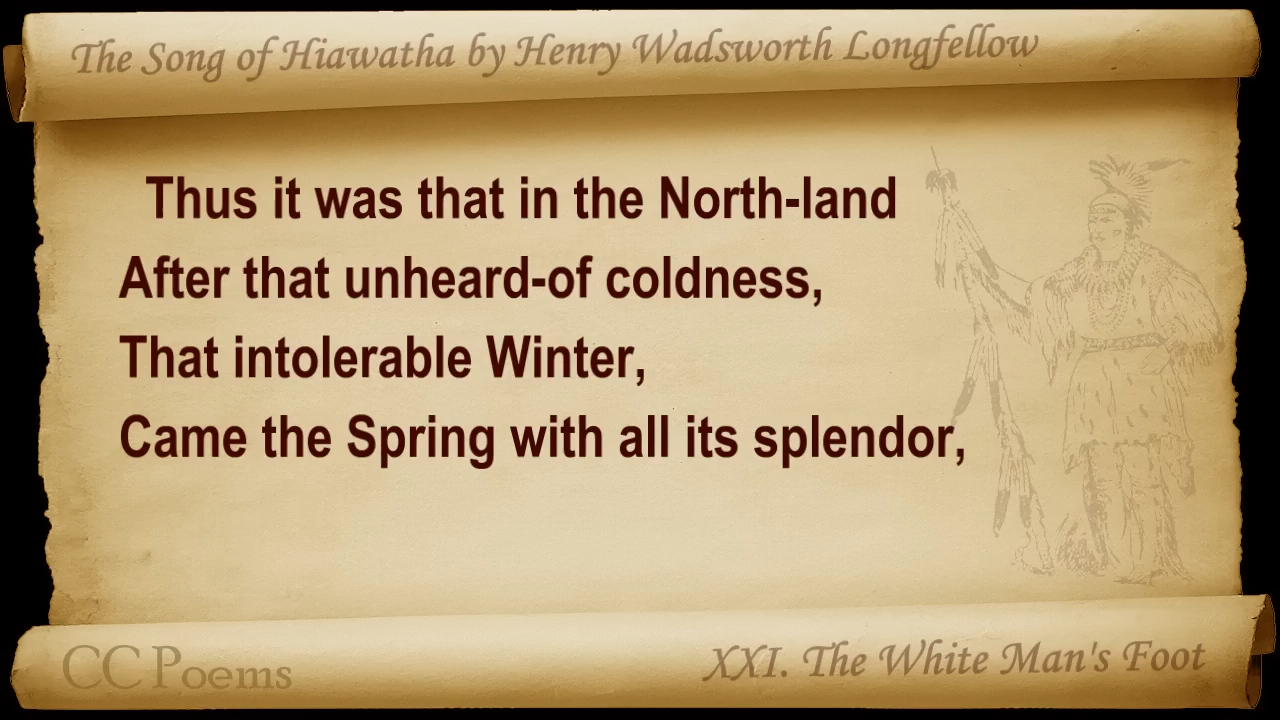 The Song of Hiawatha by Henry Wadsworth Longfellow
Thus it was that in the North-land
After that unheard-of coldness,
That intolerable Winter,
Came the Spring with all its splendor,
CC Poems
XXI. The White Man's Foot